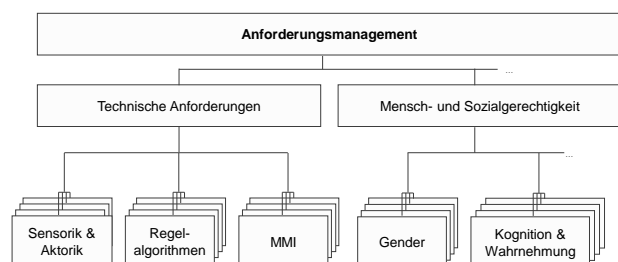 Anforderungsmanagement
...
Technische Anforderungen
Mensch- und Sozialgerechtigkeit
...
Sensorik &
Aktorik
Regel-
algorithmen
MMI
Gender
Kognition &
Wahrnehmung